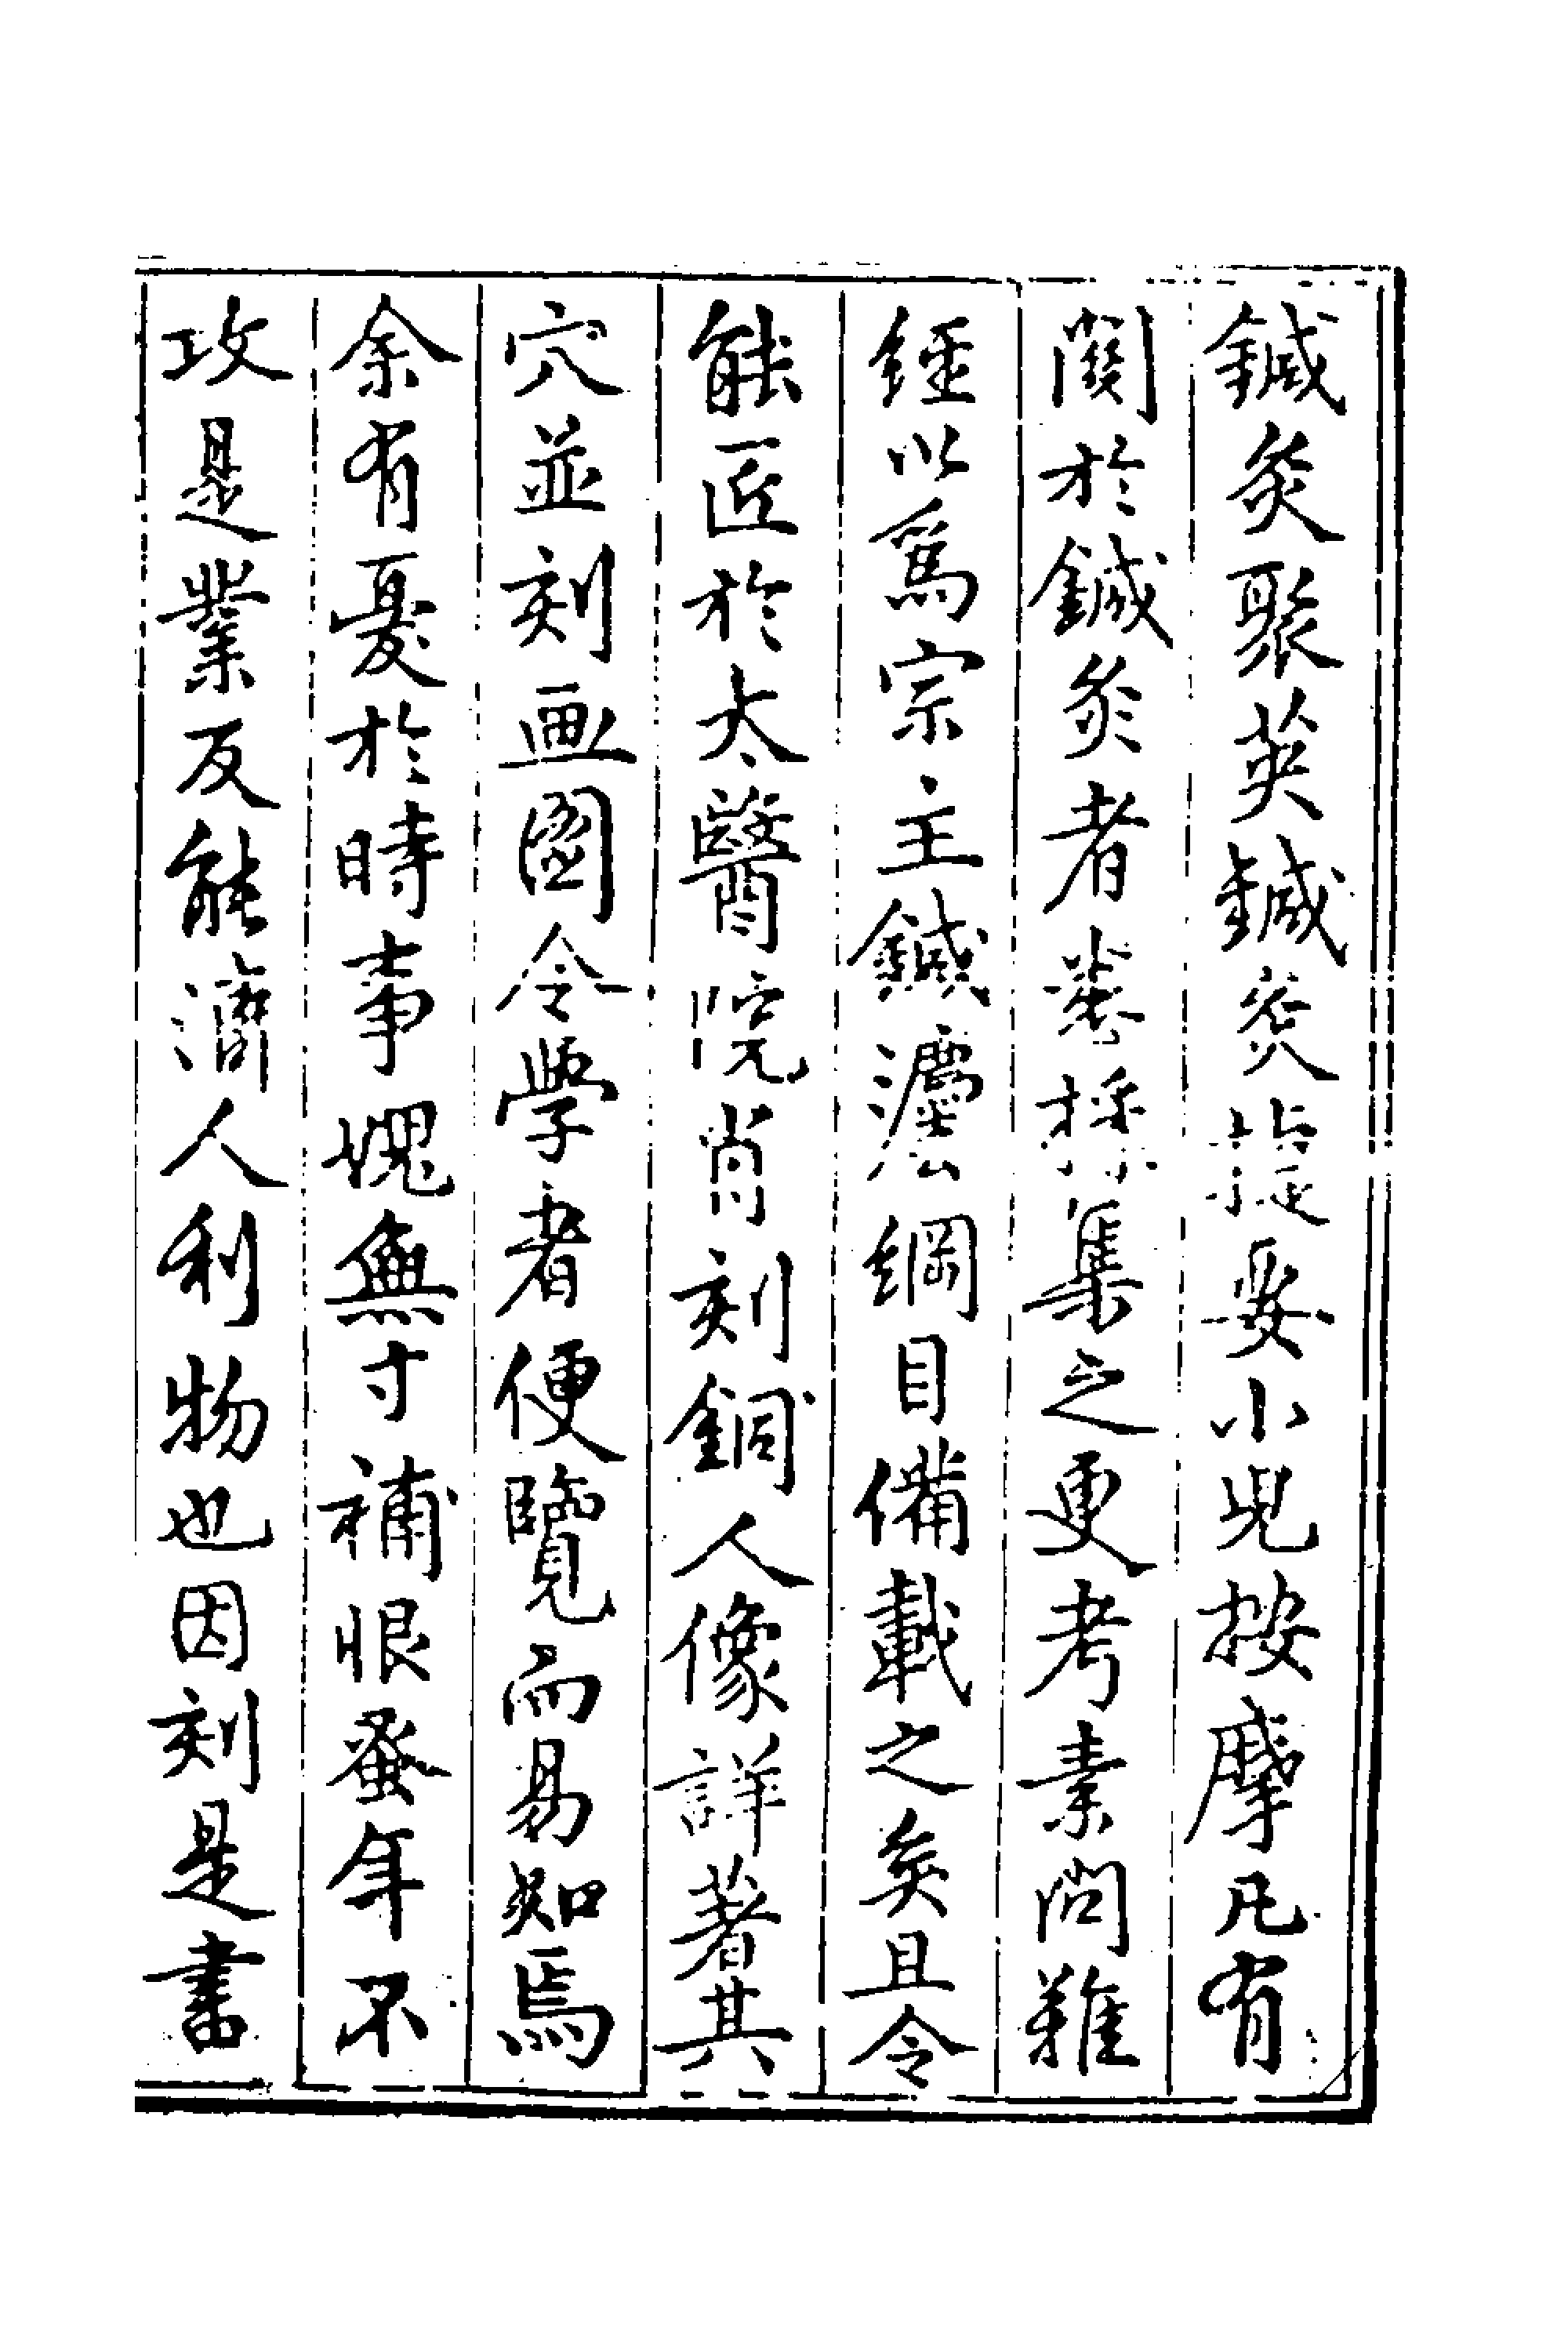 鍼灸聚英鍼灸捷要小兒按摩凡有
関於鍼灸者悉採集之更考素問難
經以爲宗主鍼灋綱目備載之矣且令
能匠於太醫院肖刻銅人像詳著其
穴並刻画圖令學者便覽而易知焉
余有憂於時事愧無寸補恨蚤年不
攻是業反能濟人利物也因刻是書